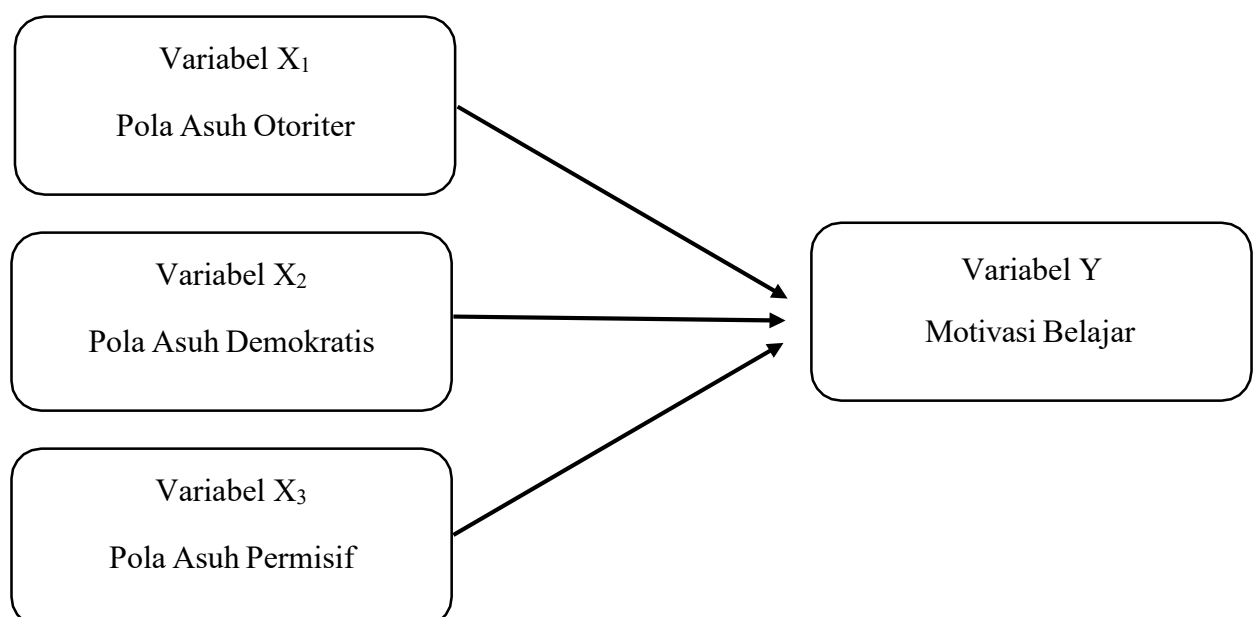 Variabel X₁
Pola Asuh Otoriter
Variabel X₂
Pola Asuh Demokratis
Variabel X₃
Pola Asuh Permisif
Variabel Y
Motivasi Belajar